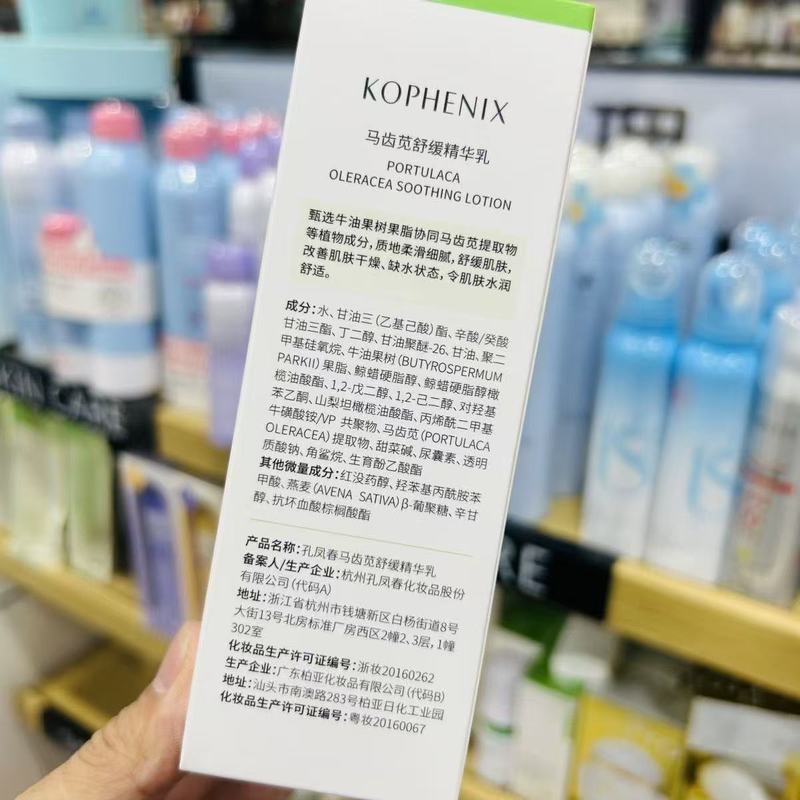 KOPHENIX
马齿苋舒缓精华乳
PORTULACA
OLERACEA SOOTHING LOTION
甄选牛油果树果脂协同马齿苋提取物
等植物成分,质地柔滑细腻,舒缓肌肤,
改善肌肤干燥、缺水状态,令肌肤水润
舒适。
成分:水、甘油三(乙基己酸)酯、辛酸/癸酸
甘油三酯、丁二醇、甘油聚醚-26、甘油、聚二
甲基硅氧烷、牛油果树(BUTYROSPERMUM
PARKII)果脂、鲸蜡硬脂醇、鲸蜡硬脂醇橄
榄油酸酯、1,2-戊二醇、1,2-己二醇、对羟基
苯乙酮、山梨坦橄榄油酸酯、丙烯酰二甲基
牛磺酸铵/VP 共聚物、马齿苋(PORTULACA
OLERACEA)提取物、甜菜碱、尿囊素、透明
质酸钠、角鲨烷、生育酚乙酸酯
其他微量成分:红没药醇、羟苯基丙酰胺苯
甲酸、燕麦(AVENA SATIVA)β-葡聚糖、辛甘
醇、抗坏血酸棕榈酸酯
产品名称:孔凤春马齿苋舒缓精华乳
备案人/生产企业:杭州孔凤春化妆品股份
有限公司(代码A)
地址:浙江省杭州市钱塘新区白杨街道8号
大街13号北房标准厂房西区2幢2、3层,1幢
302室
化妆品生产许可证编号:浙妆20160262
生产企业:广东柏亚化妆品有限公司(代码B)
地址:汕头市南澳路283号柏亚日化工业园
化妆品生产许可证编号:粤妆20160067
SKIN CARE